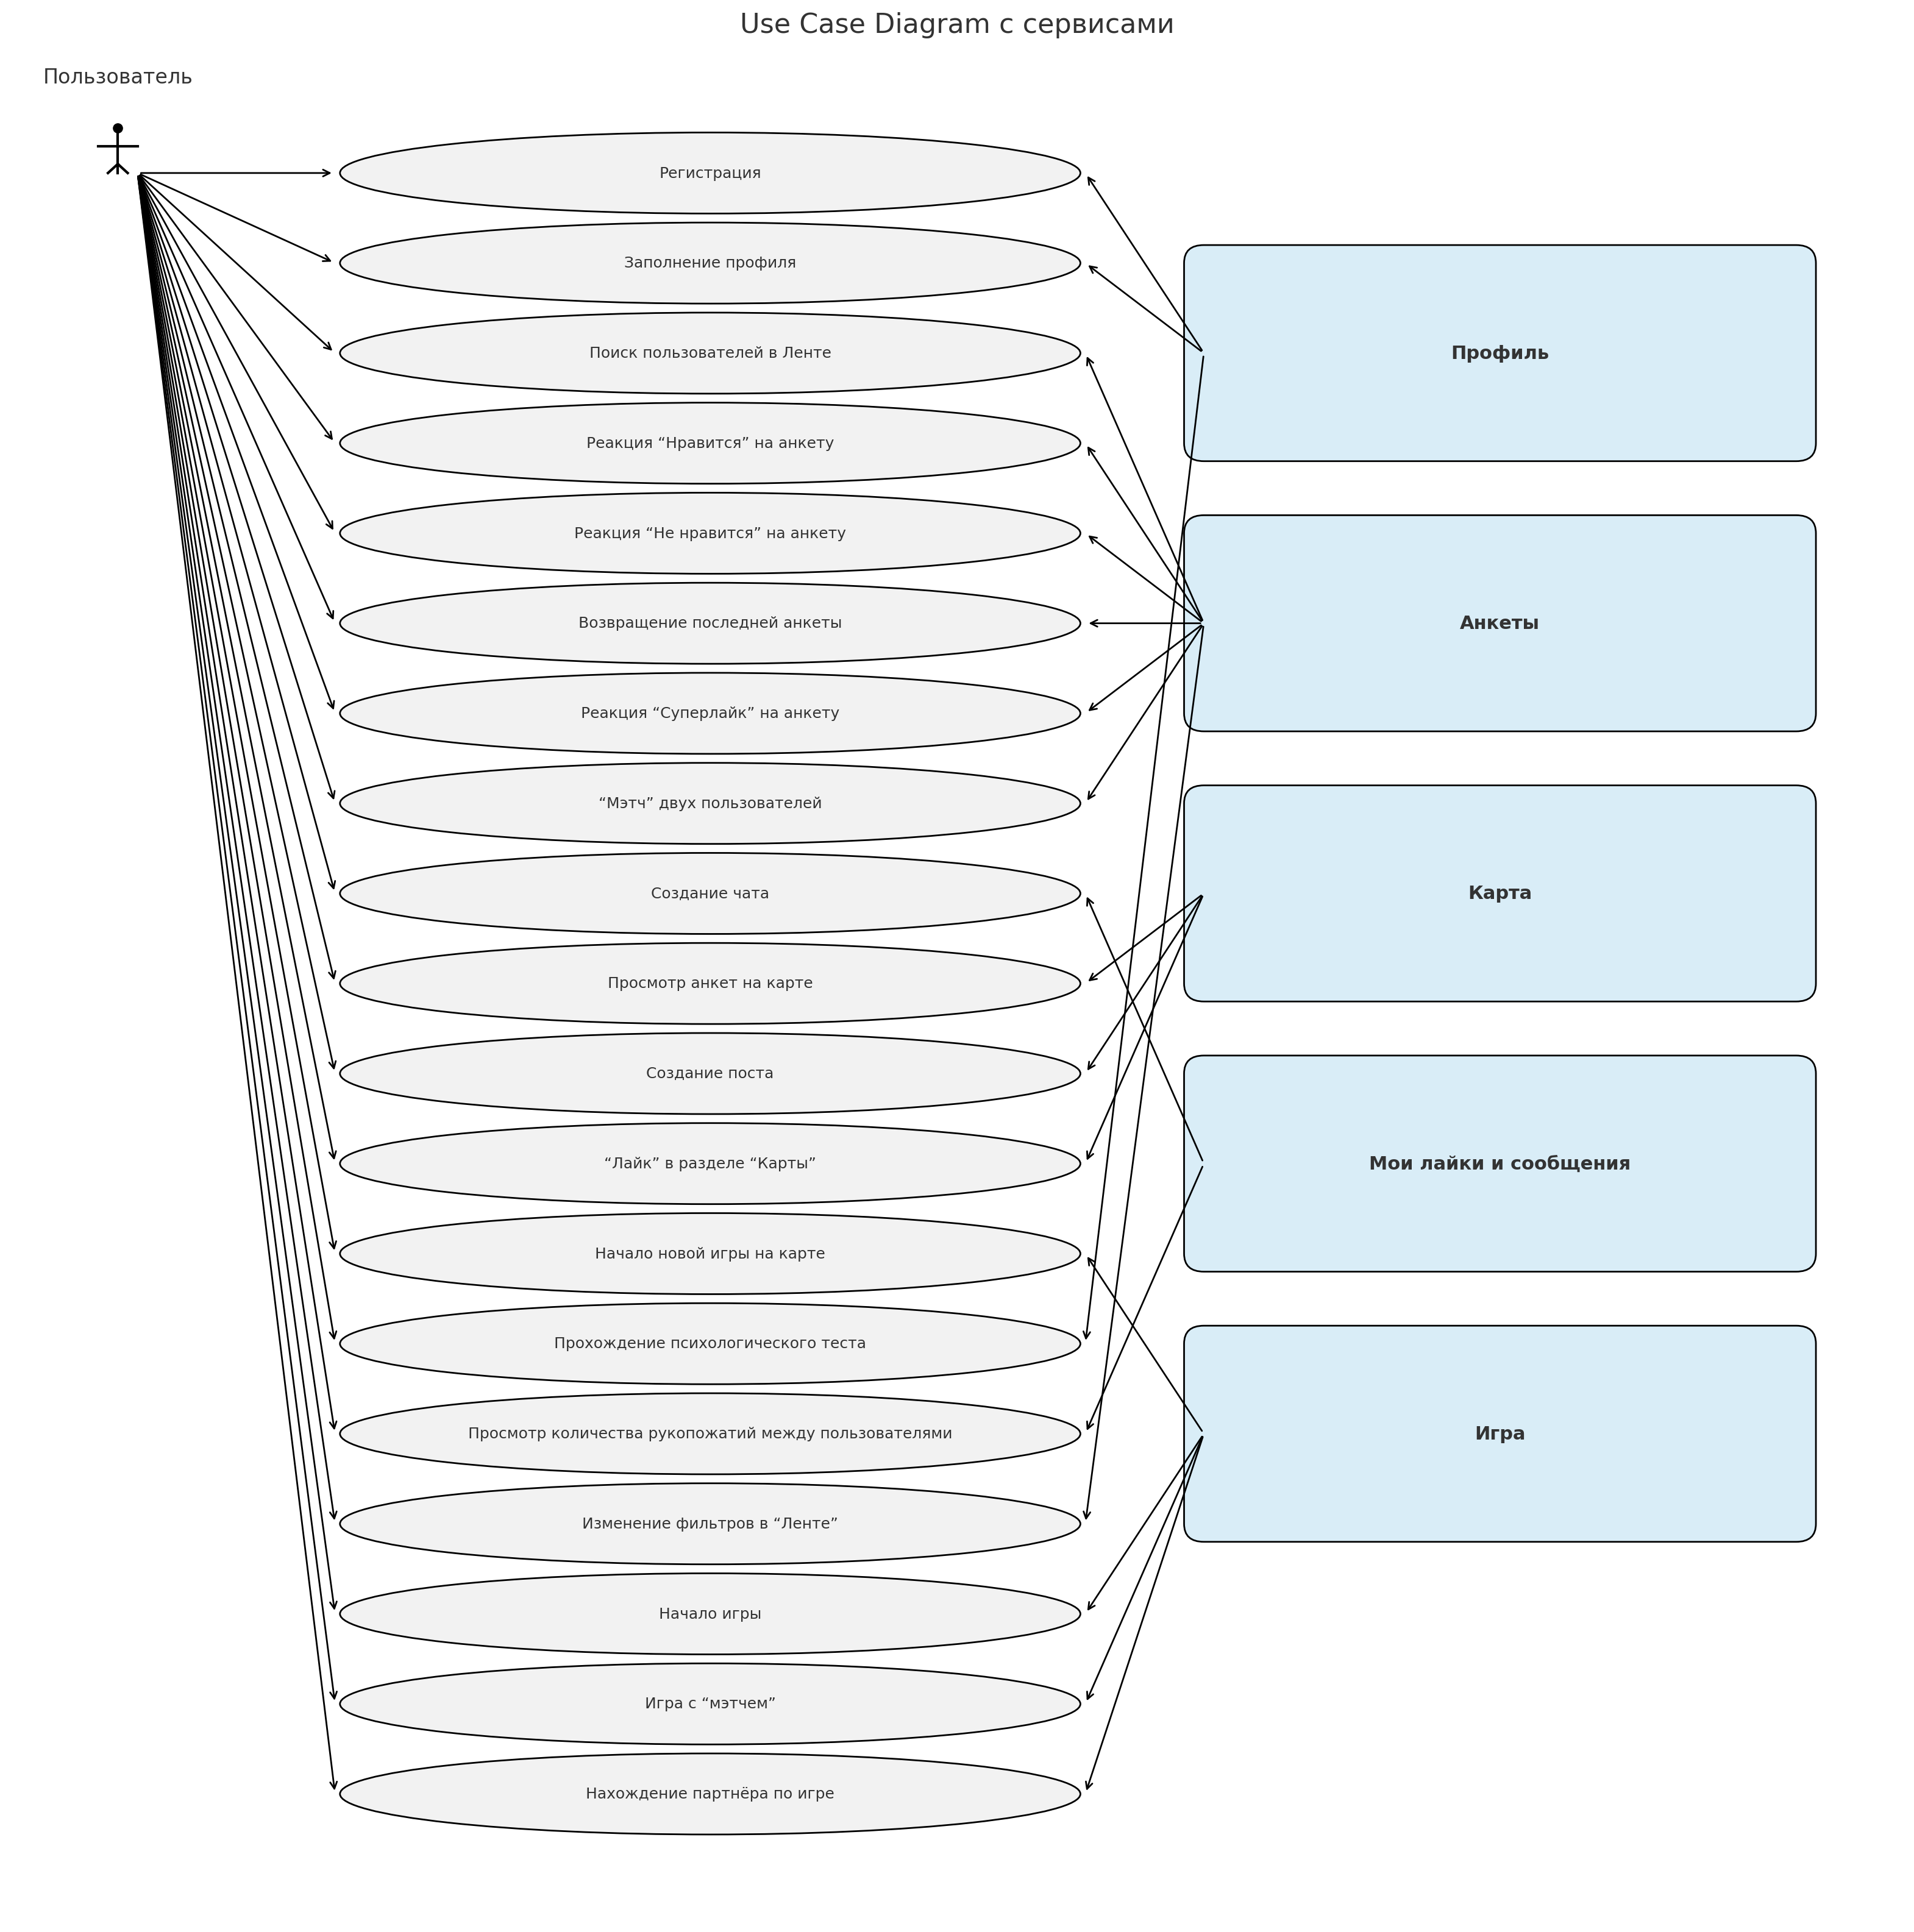 Use Case Diagram с сервисами
Пользователь
Регистрация
Заполнение профиля
Поиск пользователей в Ленте
Реакция “Нравится” на анкету
Реакция “Не нравится” на анкету
Возвращение последней анкеты
Реакция “Суперлайк” на анкету
“Мэтч” двух пользователей
Создание чата
Просмотр анкет на карте
Создание поста
“Лайк” в разделе “Карты”
Начало новой игры на карте
Прохождение психологического теста
Просмотр количества рукопожатий между пользователями
Изменение фильтров в “Ленте”
Начало игры
Игра с “мэтчем”
Нахождение партнёра по игре
Профиль
Анкеты
Карта
Мои лайки и сообщения
Игра